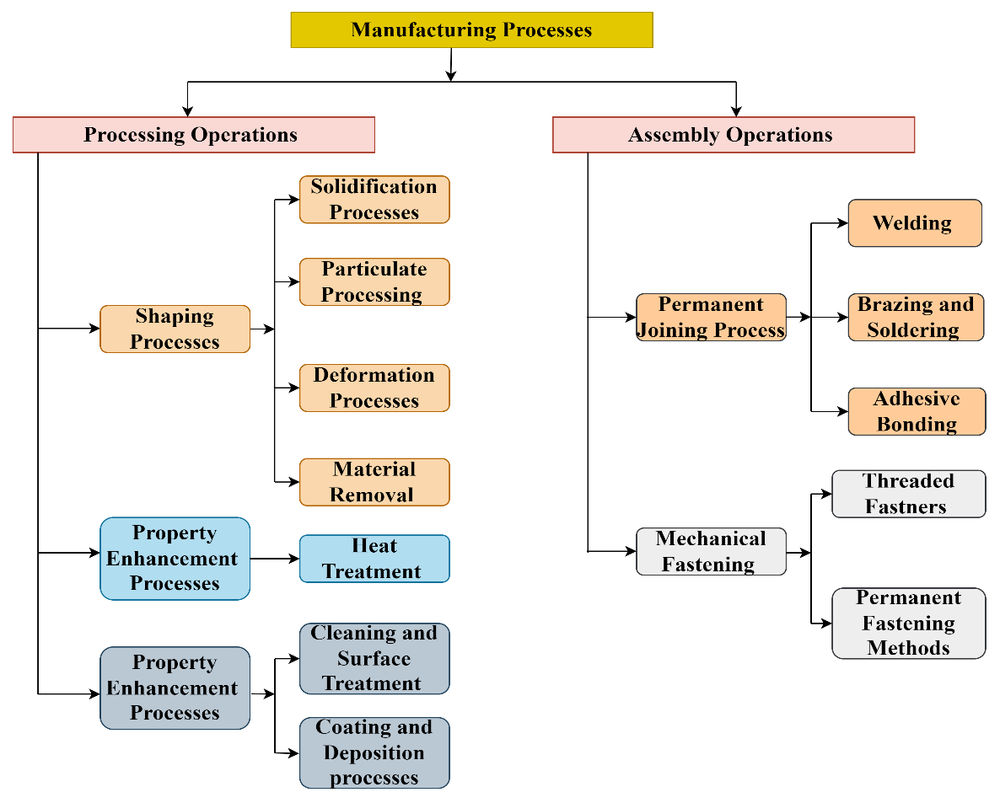 Manufacturing Processes
Processing Operations
Solidification
Processes
Particulate
Processing
Shaping
Processes
Deformation
Processes
Material
Removal
Property
Enhancement
Processes
Heat
Treatment
Property
Enhancement
Processes
Cleaning and
Surface
Treatment
Coating and
Deposition
processes
Assembly Operations
Permanent
Joining Process
Welding
Brazing and
Soldering
Adhesive
Bonding
Mechanical
Fastening
Threaded
Fastners
Permanent
Fastening
Methods